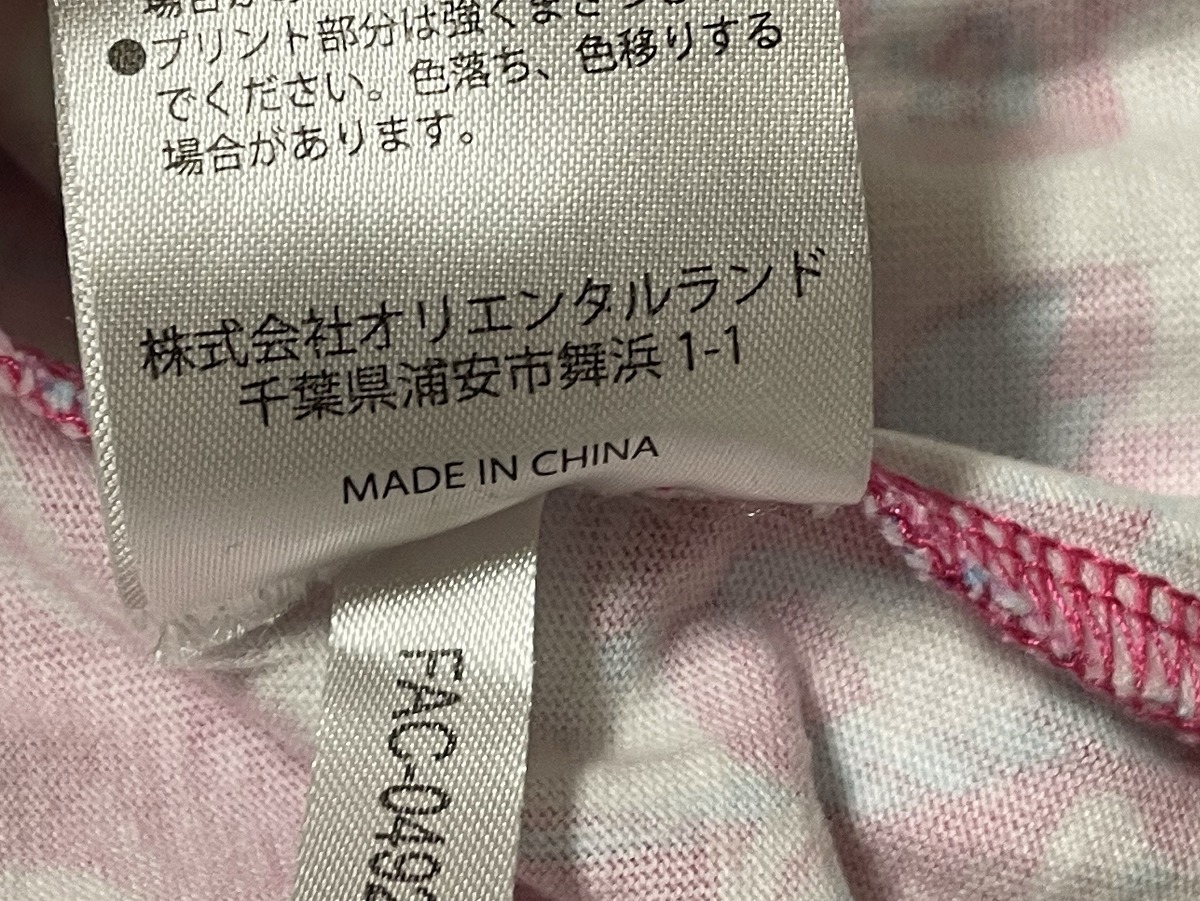 場合が
●プリント部分は強くまさつしない
でください。色落ち、色移りする
場合があります。
株式会社オリエンタルランド
千葉県浦安市舞浜 1-1
MADE IN CHINA
FAC-049